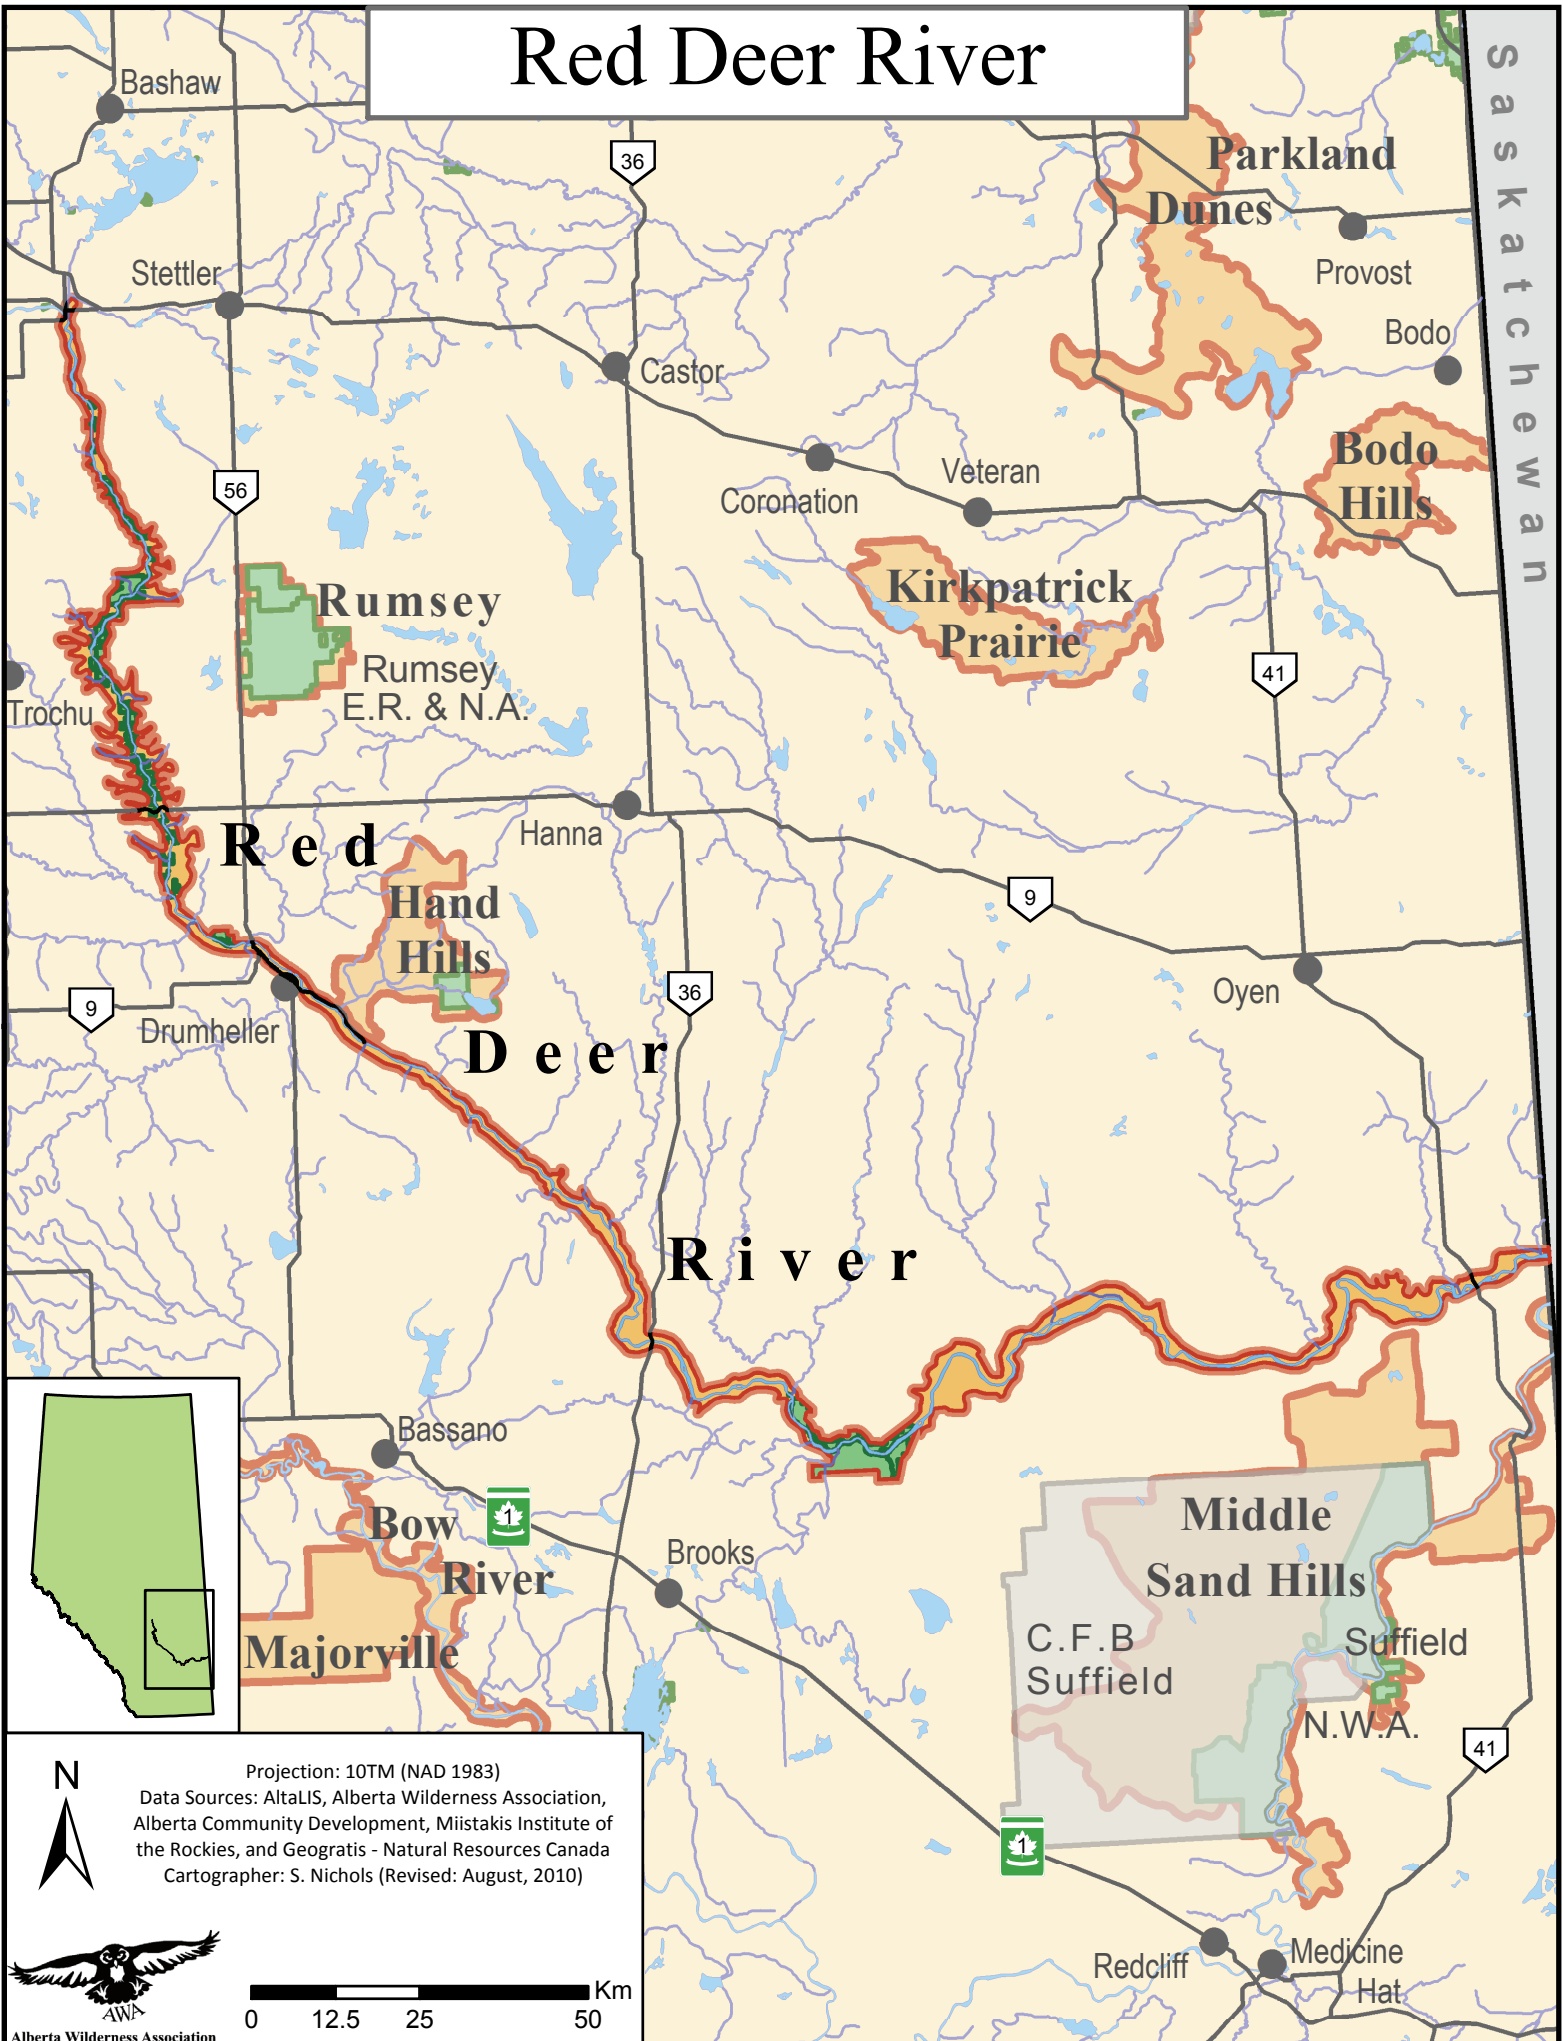 Red Deer River
Saskatchewan
Bashaw
36
Parkland
Dunes
Stettler
Provost
Bodo
Castor
56
Coronation
Veteran
Bodo
Hills
Rumsey
Rumsey
E.R. & N.A.
Kirkpatrick
Prairie
41
Trochu
Red
Hanna
Hand
Hills
9
36
9
Drumheller
Oyen
Deer
River
Bassano
1
Bow
River
Brooks
Majorville
Middle
Sand Hills
C.F.B
Suffield
Suffield
N.W.A.
41
1
Redcliff
Medicine
Hat
N
Projection: 10TM (NAD 1983)
Data Sources: AltaLIS, Alberta Wilderness Association,
Alberta Community Development, Miistakis Institute of
the Rockies, and Geogratis - Natural Resources Canada
Cartographer: S. Nichols (Revised: August, 2010)
AWA
Alberta Wilderness Association
Km
0 12.5 25 50